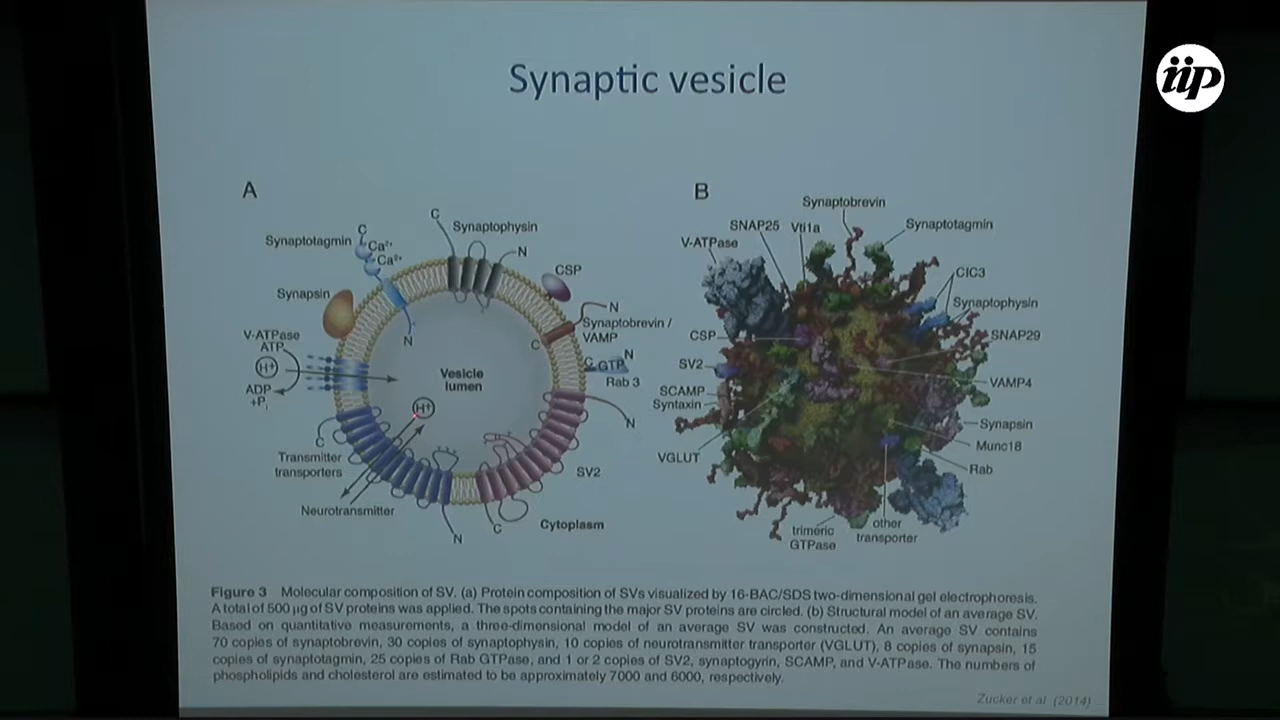 iip
Synaptic vesicle
A
C
Synaptophysin
C
Synaptotagmin
Ca²⁺
Ca²⁺
N
CSP
Synapsin
N
Synaptobrevin /
VAMP
V-ATPase
ATP
N
C
C
GTP
N
H⁺
Rab 3
Vesicle
lumen
ADP
+Pᵢ
H⁺
C
N
Transmitter
transporters
SV2
Neurotransmitter
C
Cytoplasm
N
B
Synaptobrevin
SNAP25
Vti1a
Synaptotagmin
V-ATPase
ClC3
Synaptophysin
CSP
SNAP29
SV2
VAMP4
SCAMP
Syntaxin
Synapsin
Munc18
VGLUT
Rab
trimeric
GTPase
other
transporter
Figure 3 Molecular composition of SV. (a) Protein composition of SVs visualized by 16-BAC/SDS two-dimensional gel electrophoresis.
A total of 500 µg of SV proteins was applied. The spots containing the major SV proteins are circled. (b) Structural model of an average SV.
Based on quantitative measurements, a three-dimensional model of an average SV was constructed. An average SV contains
70 copies of synaptobrevin, 30 copies of synaptophysin, 10 copies of neurotransmitter transporter (VGLUT), 8 copies of synapsin, 15
copies of synaptotagmin, 25 copies of Rab GTPase, and 1 or 2 copies of SV2, synaptogyrin, SCAMP, and V-ATPase. The numbers of
phospholipids and cholesterol are estimated to be approximately 7000 and 6000, respectively.
Zucker et al. (2014)